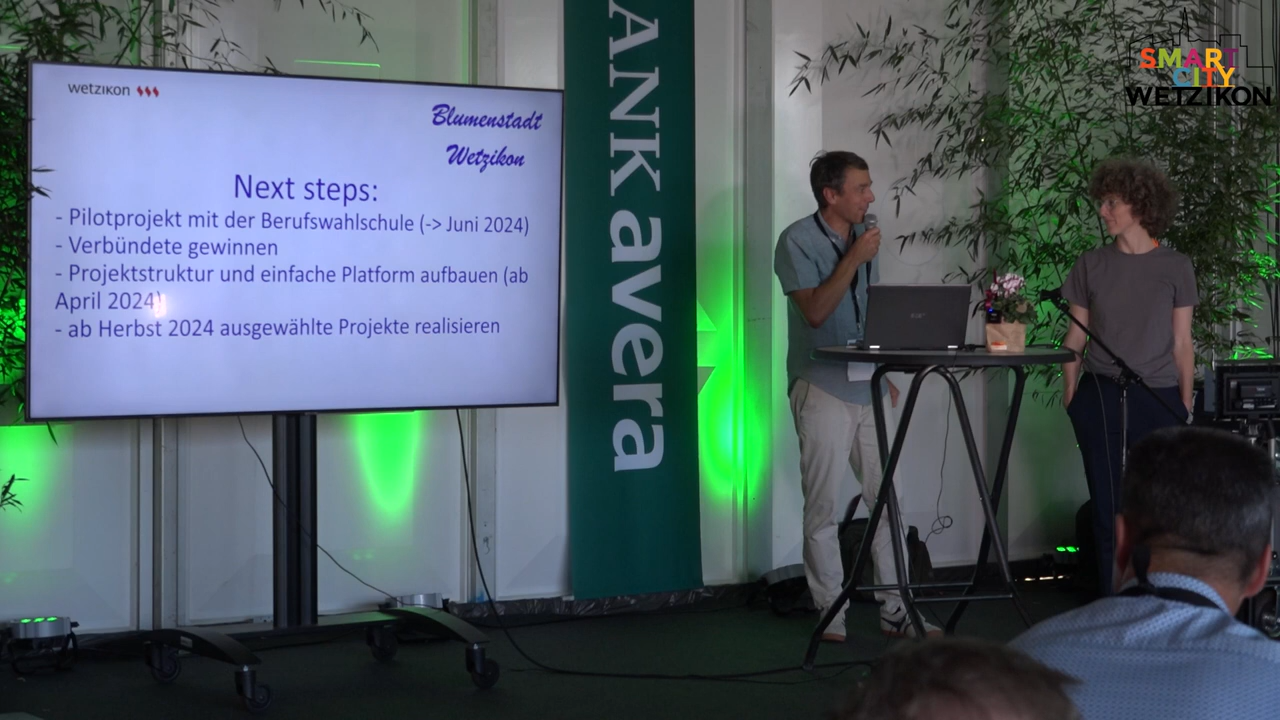 wetzikon
Blumenstadt
Wetzikon
Next steps:
- Pilotprojekt mit der Berufswahlschule (-> Juni 2024)
- Verbündete gewinnen
- Projektstruktur und einfache Platform aufbauen (ab
April 2024)
- ab Herbst 2024 ausgewählte Projekte realisieren
ANK avera
SMART
CITY
WETZIKON